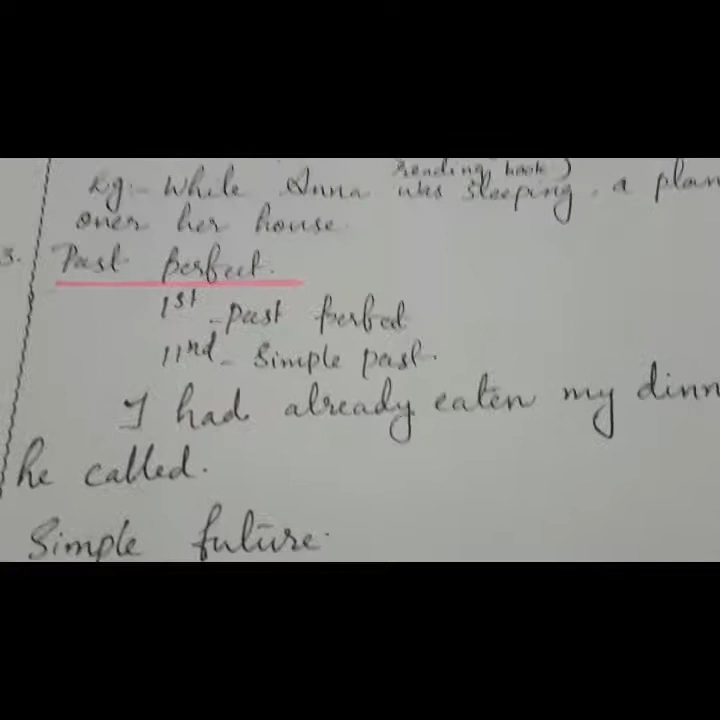 reading book)
Eg:- While Anna was sleeping, a plan
over her house.
3. Past Perfect.
1st - past perfect
IInd - Simple past.
I had already eaten my dinn
he called.
Simple future.